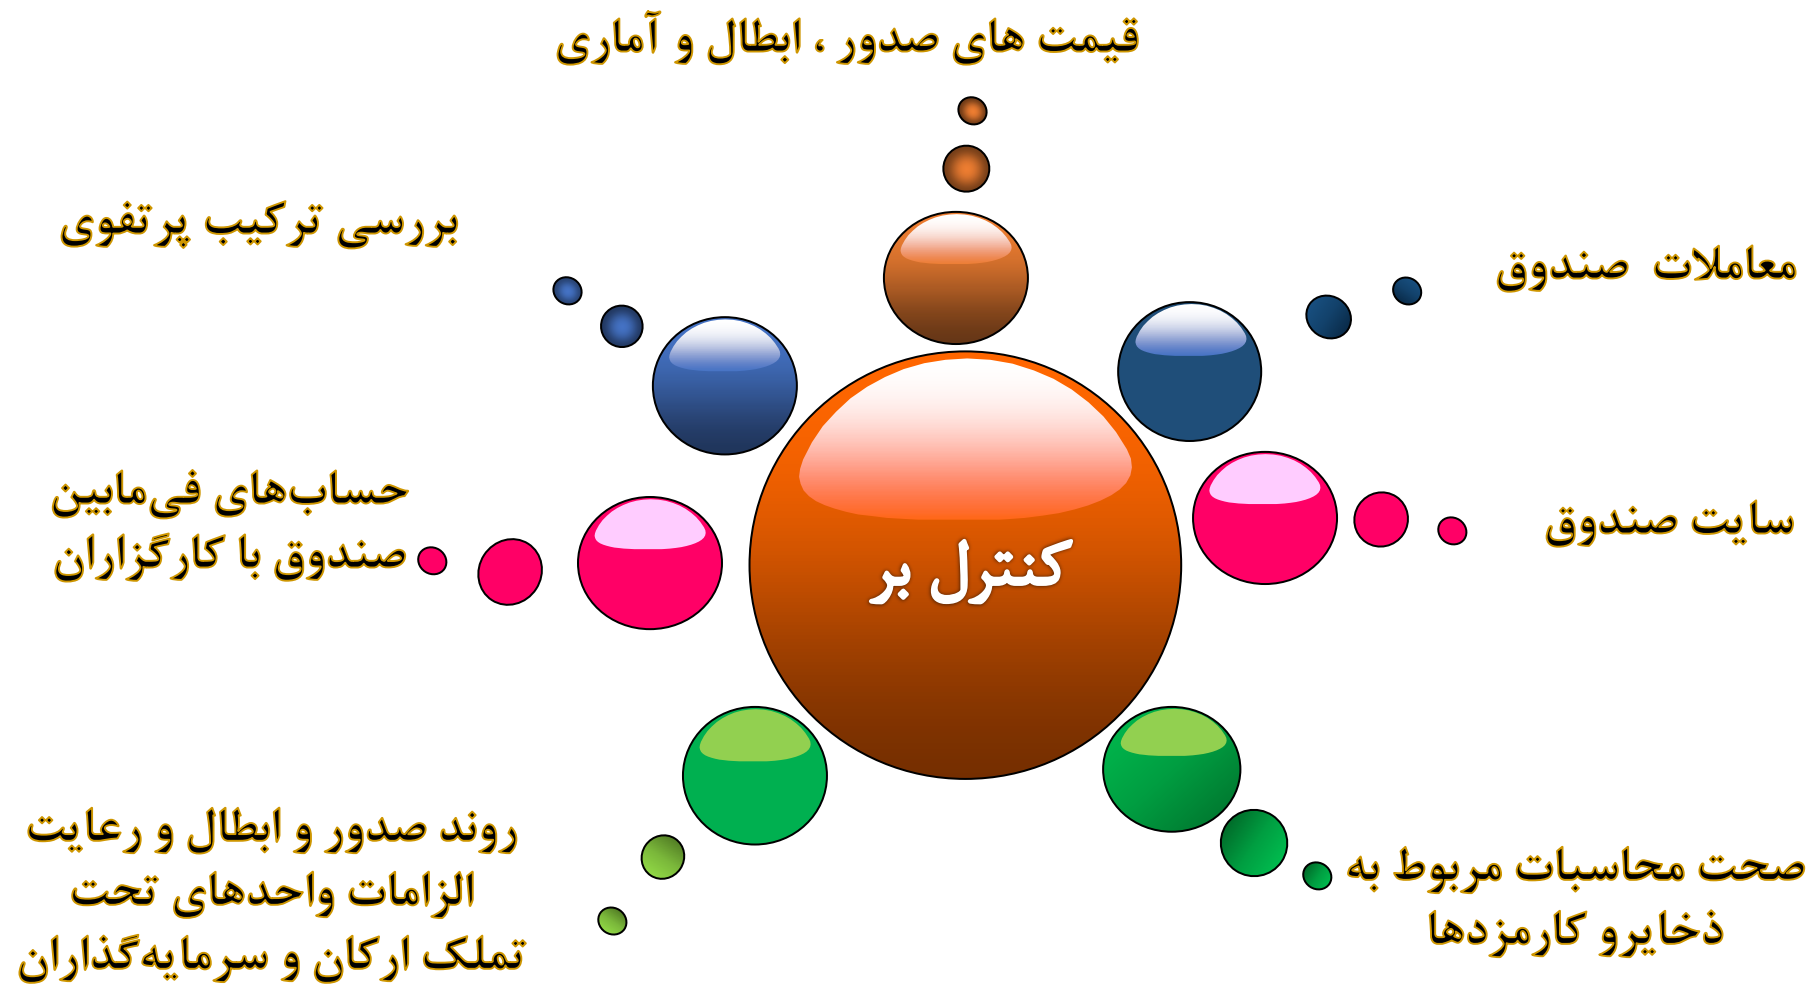 قیمت های صدور ، ابطال و آماری
بررسی ترکیب پرتفوی
معاملات صندوق
حساب‌های فی‌مابین
صندوق با کارگزاران
سایت صندوق
کنترل بر
روند صدور و ابطال و رعایت
الزامات واحدهای تحت
تملک ارکان و سرمایه‌گذاران
صحت محاسبات مربوط به
ذخایرو کارمزدها